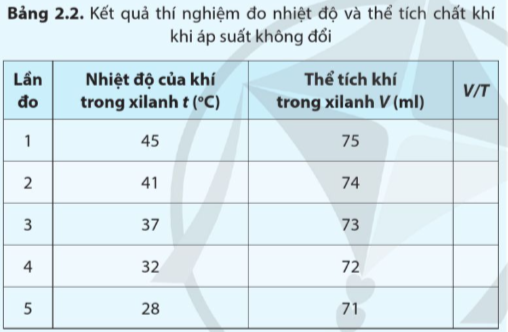 Bảng 2.2. Kết quả thí nghiệm đo nhiệt độ và thể tích chất khí
khi áp suất không đổi
Lần đo | Nhiệt độ của khí trong xilanh t (°C) | Thể tích khí trong xilanh V (ml) | V/T
1 | 45 | 75 |
2 | 41 | 74 |
3 | 37 | 73 |
4 | 32 | 72 |
5 | 28 | 71 |